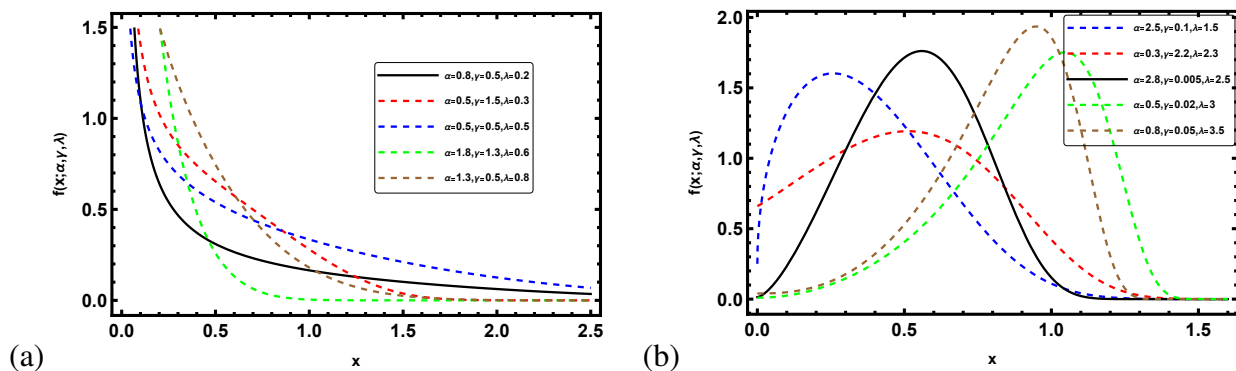 1.5
1.0
0.5
0.0
f(x;α,γ,λ)
α=0.8,γ=0.5,λ=0.2
α=0.5,γ=1.5,λ=0.3
α=0.5,γ=0.5,λ=0.5
α=1.8,γ=1.3,λ=0.6
α=1.3,γ=0.5,λ=0.8
0.0 0.5 1.0 1.5 2.0 2.5
x
(a)
2.0
1.5
1.0
0.5
0.0
f(x;α,γ,λ)
α=2.5,γ=0.1,λ=1.5
α=0.3,γ=2.2,λ=2.3
α=2.8,γ=0.005,λ=2.5
α=0.5,γ=0.02,λ=3
α=0.8,γ=0.05,λ=3.5
0.0 0.5 1.0 1.5
x
(b)